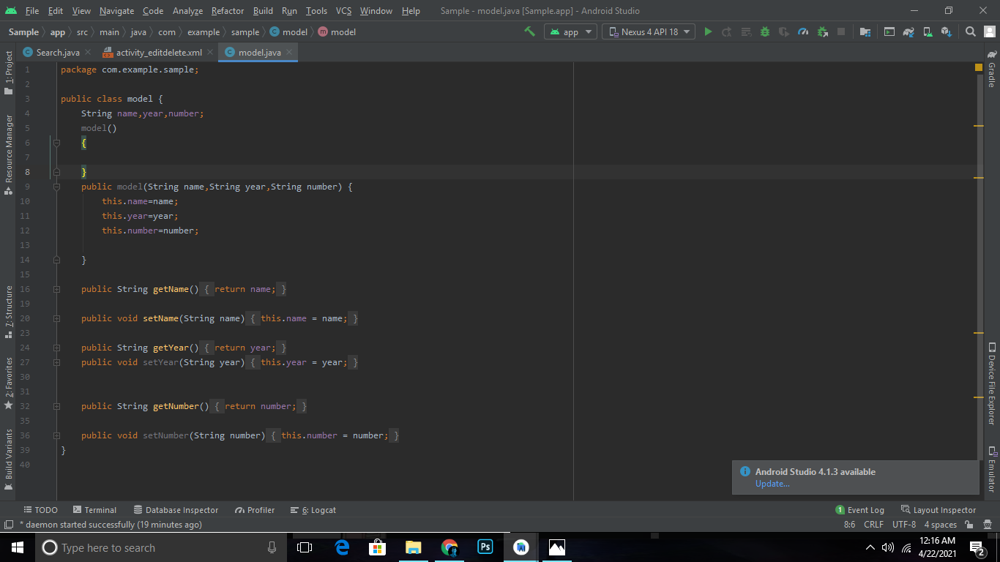 File Edit View Navigate Code Analyze Refactor Build Run Tools VCS Window Help Sample - model.java [Sample.app] - Android Studio
Sample app src main java com example sample model model app Nexus 4 API 18
Search.java activity_editdelete.xml model.java
1: Project
Resource Manager
7: Structure
2: Favorites
Build Variants
1 package com.example.sample;
2
3 public class model {
4 String name,year,number;
5 model()
6 {
7
8 }
9 public model(String name,String year,String number) {
10 this.name=name;
11 this.year=year;
12 this.number=number;
13
14 }
15
16 public String getName() { return name; }
19
20 public void setName(String name) { this.name = name; }
23
24 public String getYear() { return year; }
27 public void setYear(String year) { this.year = year; }
30
31
32 public String getNumber() { return number; }
35
36 public void setNumber(String number) { this.number = number; }
39 }
40
Gradle
Device File Explorer
Emulator
Android Studio 4.1.3 available
Update...
TODO Terminal Database Inspector Profiler 6: Logcat 1 Event Log Layout Inspector
* daemon started successfully (19 minutes ago) 8:6 CRLF UTF-8 4 spaces
Type here to search Ps 12:16 AM
4/22/2021 2